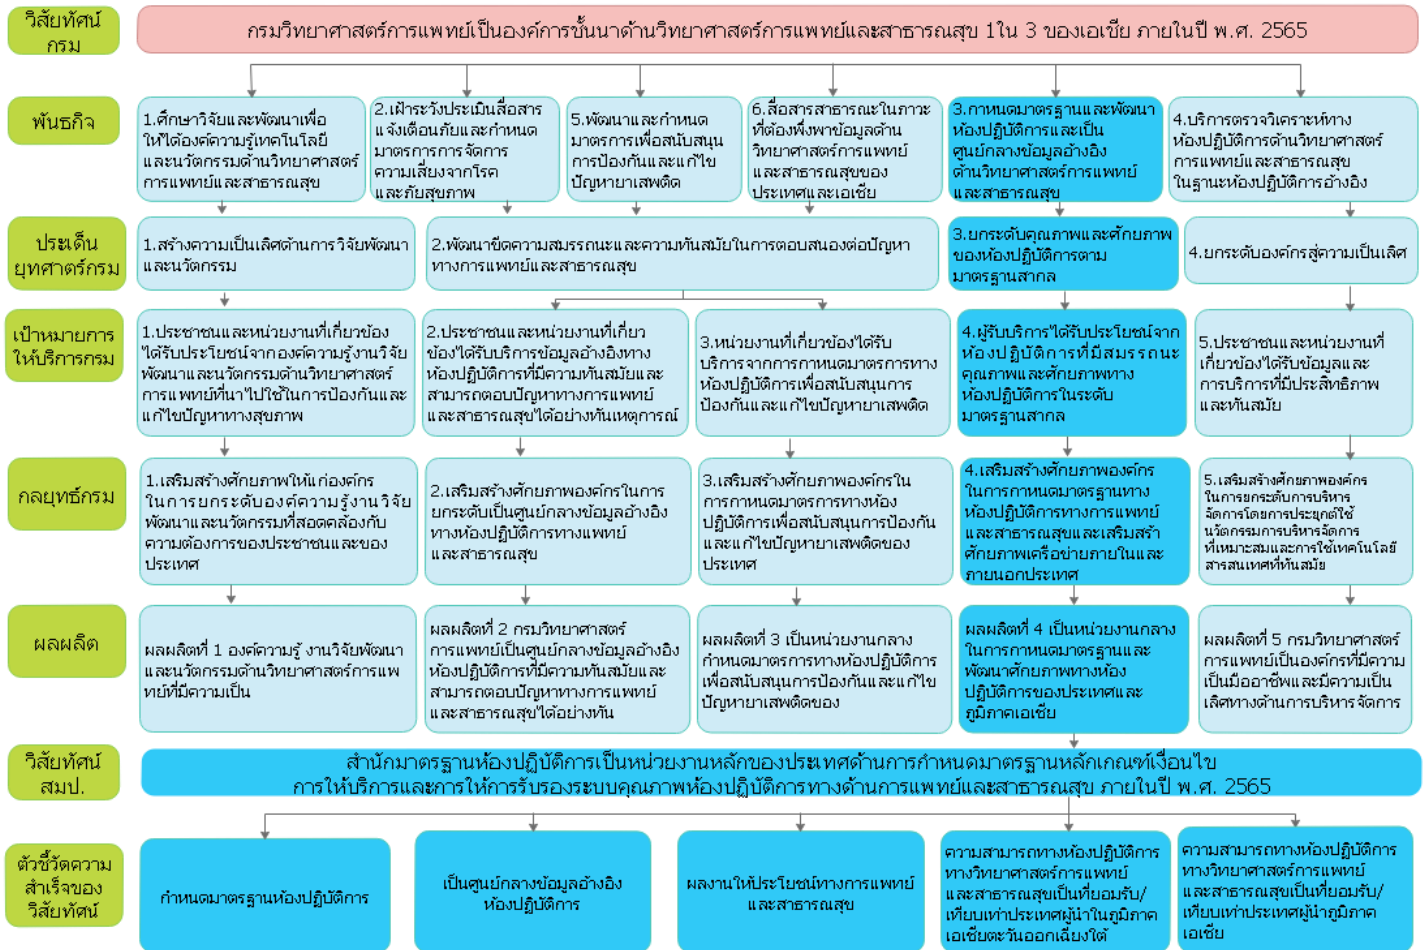 วิสัยทัศน์
กรม
กรมวิทยาศาสตร์การแพทย์เป็นองค์การชั้นนาด้านวิทยาศาสตร์การแพทย์และสาธารณสุข 1ใน 3 ของเอเชีย ภายในปี พ.ศ. 2565
พันธกิจ
1.ศึกษาวิจัยและพัฒนาเพื่อ
ให้ได้องค์ความรู้เทคโนโลยี
และนวัตกรรมด้านวิทยาศาสตร์
การแพทย์และสาธารณสุข
2.เฝ้าระวังประเมินสื่อสาร
แจ้งเตือนภัยและกำหนด
มาตรการการจัดการ
ความเสี่ยงจากโรค
และภัยสุขภาพ
5.พัฒนาและกำหนด
มาตรการเพื่อสนับสนุน
การป้องกันและแก้ไข
ปัญหายาเสพติด
6.สื่อสารสาธารณะในภาวะ
ที่ต้องพึ่งพาข้อมูลด้าน
วิทยาศาสตร์การแพทย์
และสาธารณสุขของ
ประเทศและเอเชีย
3.กาหนดมาตรฐานและพัฒนา
ห้องปฏิบัติการและเป็น
ศูนย์กลางข้อมูลอ้างอิง
ด้านวิทยาศาสตร์การแพทย์
และสาธารณสุข
4.บริการตรวจวิเคราะห์ทาง
ห้องปฏิบัติการด้านวิทยาศาสตร์
การแพทย์และสาธารณสุข
ในฐานะห้องปฏิบัติการอ้างอิง
ประเด็น
ยุทศาตร์กรม
1.สร้างความเป็นเลิศด้านการวิจัยพัฒนา
และนวัตกรรม
2.พัฒนาขีดความสมรรถนะและความทันสมัยในการตอบสนองต่อปัญหา
ทางการแพทย์และสาธารณสุข
3.ยกระดับคุณภาพและศักยภาพ
ของห้องปฏิบัติการตาม
มาตรฐานสากล
4.ยกระดับองค์กรสู่ความเป็นเลิศ
เป้าหมายการ
ให้บริการกรม
1.ประชาชนและหน่วยงานที่เกี่ยวข้อง
ได้รับประโยชน์จากองค์ความรู้งานวิจัย
พัฒนาและนวัตกรรมด้านวิทยาศาสตร์
การแพทย์ที่นาไปใช้ในการป้องกันและ
แก้ไขปัญหาทางสุขภาพ
2.ประชาชนและหน่วยงานที่เกี่ยว
ข้องได้รับบริการข้อมูลอ้างอิงทาง
ห้องปฏิบัติการที่มีความทันสมัยและ
สามารถตอบปัญหาทางการแพทย์
และสาธารณสุขได้อย่างทันเหตุการณ์
3.หน่วยงานที่เกี่ยวข้องได้รับ
บริการจากการกำหนดมาตรการทาง
ห้องปฏิบัติการเพื่อสนับสนุนการ
ป้องกันและแก้ไขปัญหายาเสพติด
4.ผู้รับบริการได้รับประโยชน์จาก
ห้องปฏิบัติการที่มีสมรรถนะ
คุณภาพและศักยภาพทาง
ห้องปฏิบัติการในระดับ
มาตรฐานสากล
5.ประชาชนและหน่วยงานที่
เกี่ยวข้องได้รับข้อมูลและ
การบริการที่มีประสิทธิภาพ
และทันสมัย
กลยุทธ์กรม
1.เสริมสร้างศักยภาพให้แก่องค์กร
ในการยกระดับองค์ความรู้งานวิจัย
พัฒนาและนวัตกรรมที่สอดคล้องกับ
ความต้องการของประชาชนและของ
ประเทศ
2.เสริมสร้างศักยภาพองค์กรในการ
ยกระดับเป็นศูนย์กลางข้อมูลอ้างอิง
ทางห้องปฏิบัติการทางแพทย์
และสาธารณสุข
3.เสริมสร้างศักยภาพองค์กรใน
การกาหนดมาตรการทางห้อง
ปฏิบัติการเพื่อสนับสนุนการป้องกัน
และแก้ไขปัญหายาเสพติดของ
ประเทศ
4.เสริมสร้างศักยภาพองค์กร
ในการกาหนดมาตรฐานทาง
ห้องปฏิบัติการทางการแพทย์
และสาธารณสุขและเสริมสร้า
ศักยภาพเครือข่ายภายในและ
ภายนอกประเทศ
5.เสริมสร้างศักยภาพองค์กร
ในการยกระดับการบริหาร
จัดการโดยการประยุกต์ใช้
นวัตกรรมการบริหารจัดการ
ที่เหมาะสมและการใช้เทคโนโลยี
สารสนเทศที่ทันสมัย
ผลผลิต
ผลผลิตที่ 1 องค์ความรู้ งานวิจัยพัฒนา
และนวัตกรรมด้านวิทยาศาสตร์การแพ
ทย์ที่มีความเป็น
ผลผลิตที่ 2 กรมวิทยาศาสตร์
การแพทย์เป็นศูนย์กลางข้อมูลอ้างอิง
ห้องปฏิบัติการที่มีความทันสมัยและ
สามารถตอบปัญหาทางการแพทย์
และสาธารณสุขได้อย่างทัน
ผลผลิตที่ 3 เป็นหน่วยงานกลาง
กำหนดมาตรการทางห้องปฏิบัติการ
เพื่อสนับสนุนการป้องกันและแก้ไข
ปัญหายาเสพติดของ
ผลผลิตที่ 4 เป็นหน่วยงานกลาง
ในการกาหนดมาตรฐานและ
พัฒนาศักยภาพทางห้อง
ปฏิบัติการของประเทศและ
ภูมิภาคเอเชีย
ผลผลิตที่ 5 กรมวิทยาศาสตร์
การแพทย์เป็นองค์กรที่มีความ
เป็นมืออาชีพและมีความเป็น
เลิศทางด้านการบริหารจัดการ
วิสัยทัศน์
สมป.
สำนักมาตรฐานห้องปฏิบัติการเป็นหน่วยงานหลักของประเทศด้านการกำหนดมาตรฐานหลักเกณฑ์เงื่อนไข
การให้บริการและการให้การรับรองระบบคุณภาพห้องปฏิบัติการทางด้านการแพทย์และสาธารณสุข ภายในปี พ.ศ. 2565
ตัวชี้วัดความ
สำเร็จของ
วิสัยทัศน์
กำหนดมาตรฐานห้องปฏิบัติการ
เป็นศูนย์กลางข้อมูลอ้างอิง
ห้องปฏิบัติการ
ผลงานให้ประโยชน์ทางการแพทย์
และสาธารณสุข
ความสามารถทางห้องปฏิบัติการ
ทางวิทยาศาสตร์การแพทย์
และสาธารณสุขเป็นที่ยอมรับ/
เทียบเท่าประเทศผู้นำในภูมิภาค
เอเชียตะวันออกเฉียงใต้
ความสามารถทางห้องปฏิบัติการ
ทางวิทยาศาสตร์การแพทย์
และสาธารณสุขเป็นที่ยอมรับ/
เทียบเท่าประเทศผู้นำภูมิภาค
เอเชีย